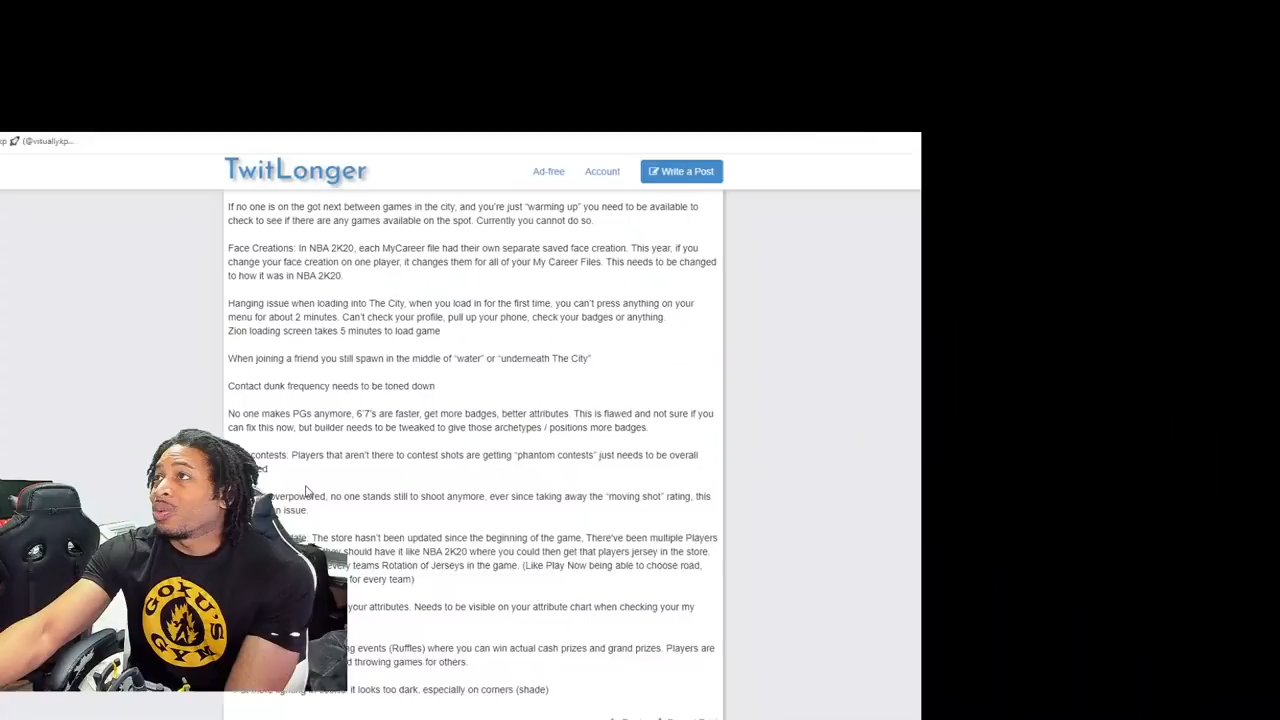 kp 🚀 (@visuallykp...
TwitLonger
Ad-free
Account
Write a Post
If no one is on the got next between games in the city, and you're just “warming up” you need to be available to
check to see if there are any games available on the spot. Currently you cannot do so.
Face Creations: In NBA 2K20, each MyCareer file had their own separate saved face creation. This year, if you
change your face creation on one player, it changes them for all of your My Career Files. This needs to be changed
to how it was in NBA 2K20.
Hanging issue when loading into The City, when you load in for the first time, you can't press anything on your
menu for about 2 minutes. Can't check your profile, pull up your phone, check your badges or anything.
Zion loading screen takes 5 minutes to load game
When joining a friend you still spawn in the middle of “water” or “underneath The City”
Contact dunk frequency needs to be toned down
No one makes PGs anymore, 6'7's are faster, get more badges, better attributes. This is flawed and not sure if you
can fix this now, but builder needs to be tweaked to give those archetypes / positions more badges.
contests: Players that aren't there to contest shots are getting “phantom contests” just needs to be overall
overpowered, no one stands still to shoot anymore, ever since taking away the “moving shot” rating, this
issue.
The store hasn't been updated since the beginning of the game, There've been multiple Players
they should have it like NBA 2K20 where you could then get that players jersey in the store.
every teams Rotation of Jerseys in the game. (Like Play Now being able to choose road,
for every team)
your attributes. Needs to be visible on your attribute chart when checking your my
events (Ruffles) where you can win actual cash prizes and grand prizes. Players are
throwing games for others.
it looks too dark, especially on corners (shade)
GOKU'S
GYM